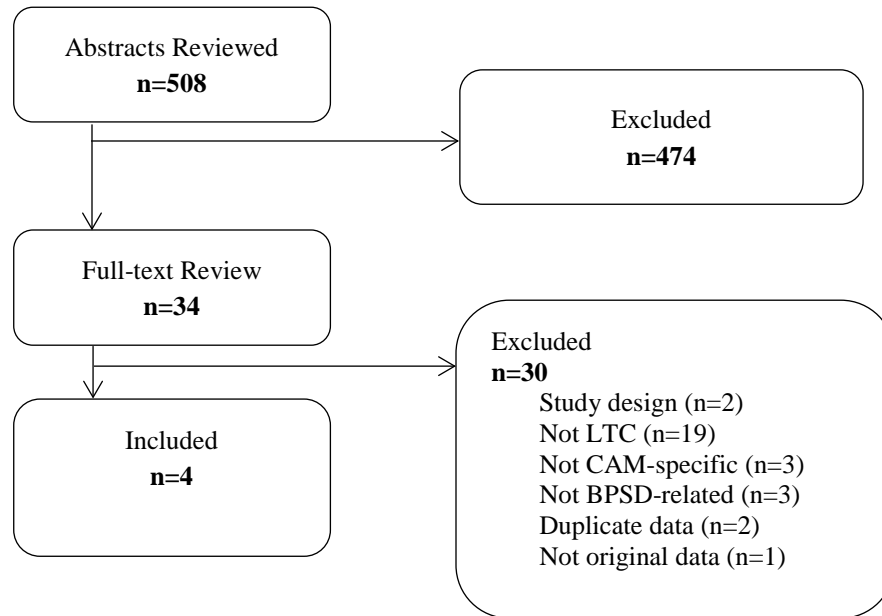 Abstracts Reviewed
n=508
Excluded
n=474
Full-text Review
n=34
Excluded
n=30
Study design (n=2)
Not LTC (n=19)
Not CAM-specific (n=3)
Not BPSD-related (n=3)
Duplicate data (n=2)
Not original data (n=1)
Included
n=4